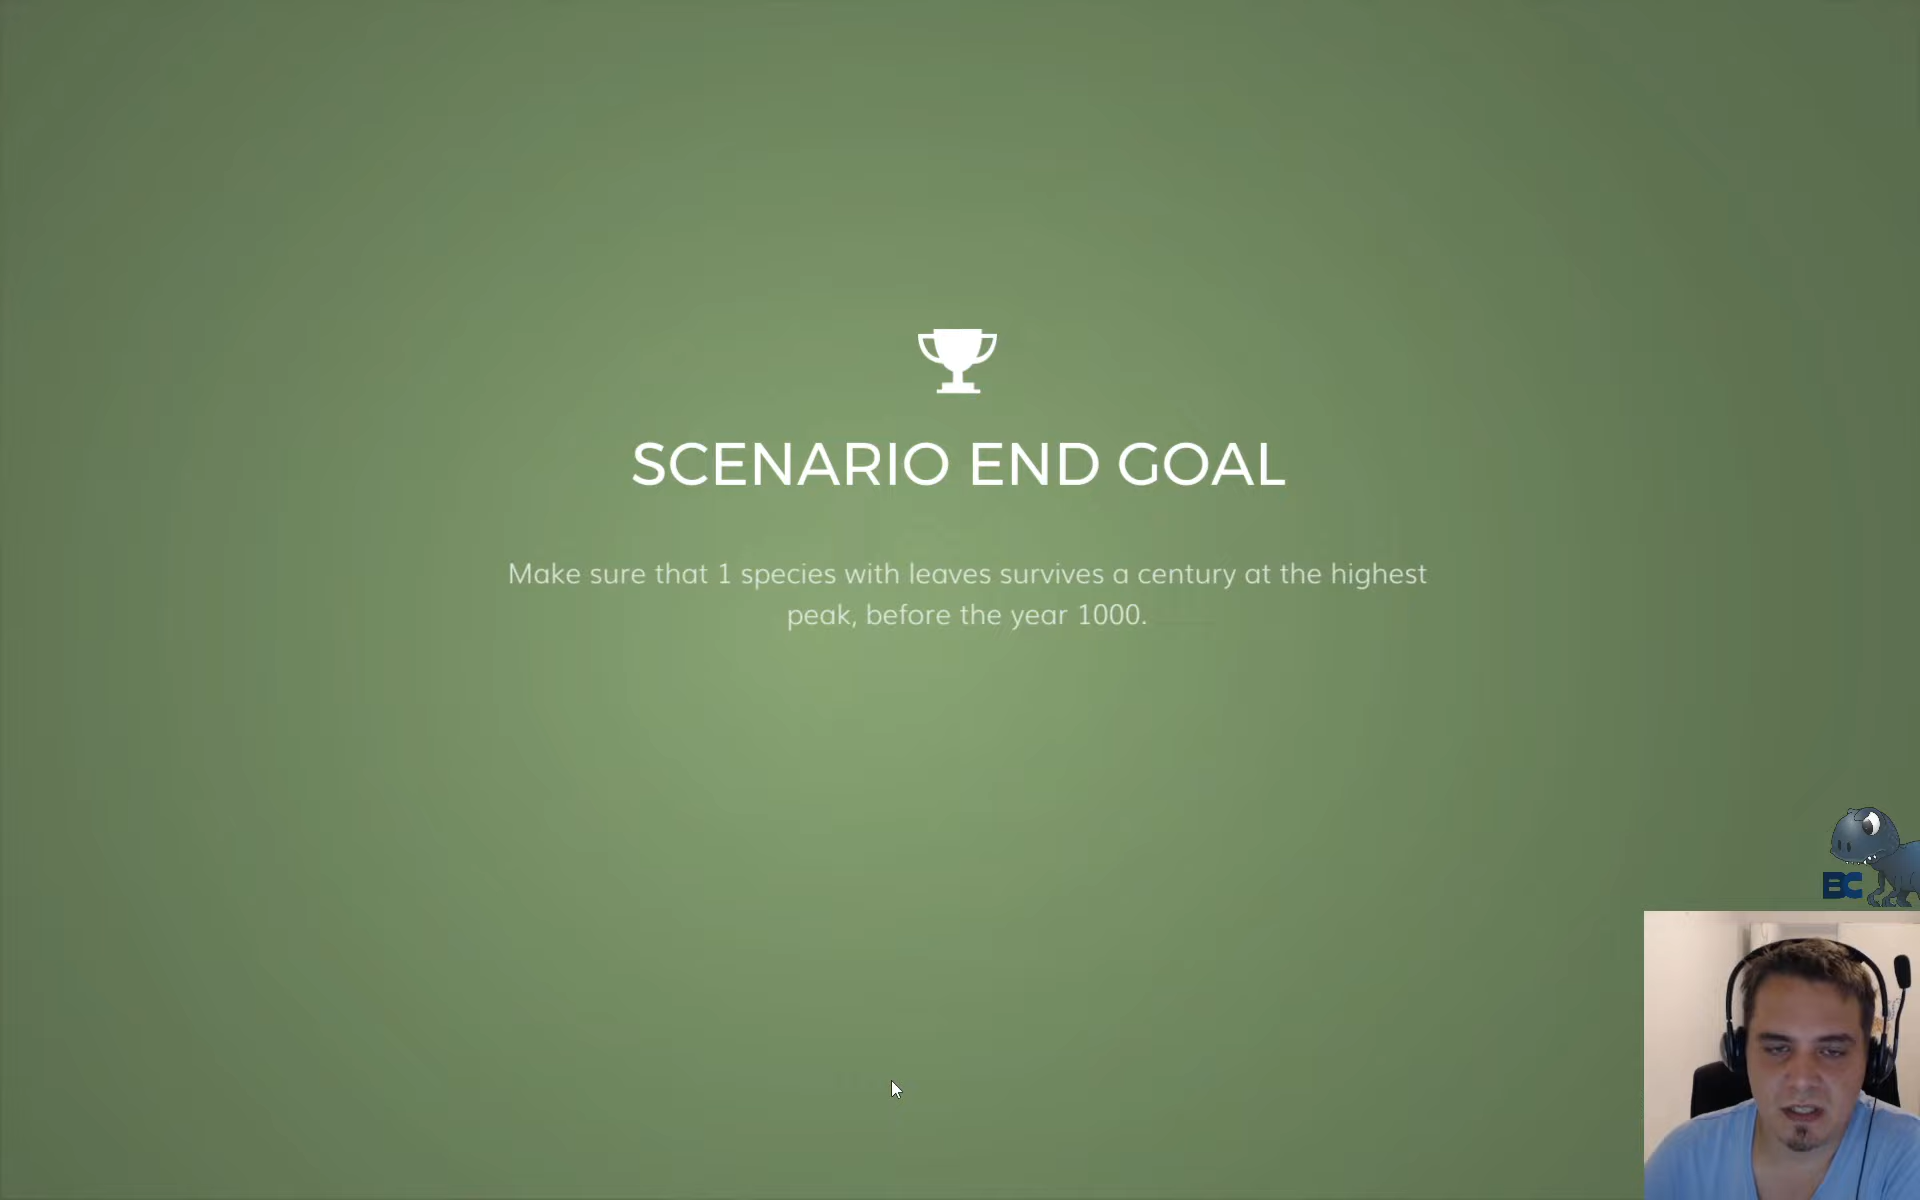 SCENARIO END GOAL
Make sure that 1 species with leaves survives a century at the highest
peak, before the year 1000.
BC